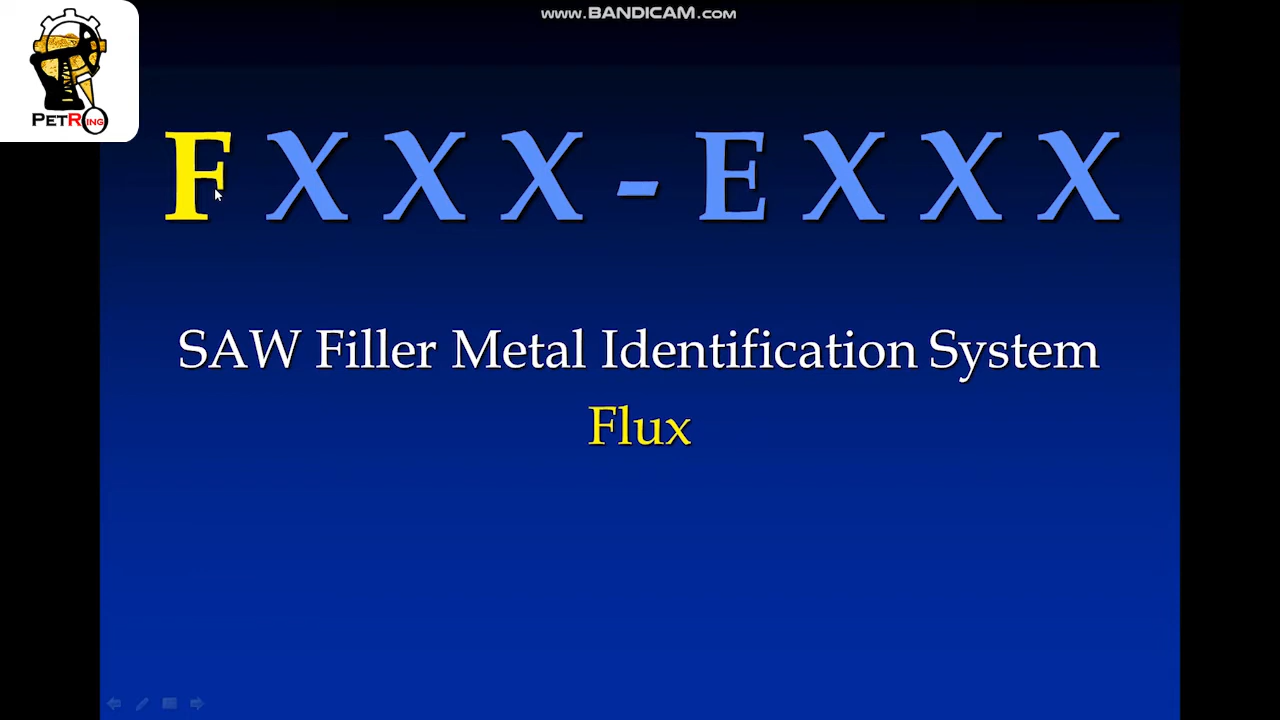 www.BANDICAM.com
PETRING
F X X X - E X X X
SAW Filler Metal Identification System
Flux